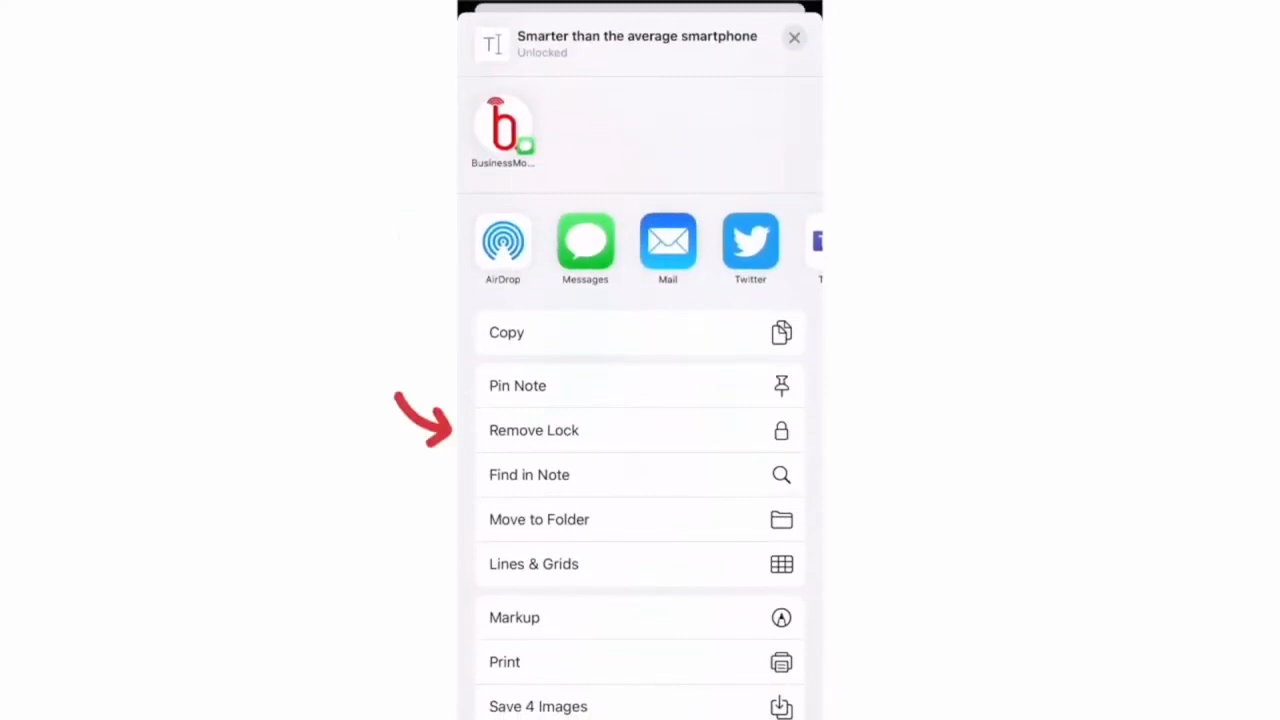 Smarter than the average smartphone
Unlocked
b
BusinessMo...
AirDrop
Messages
Mail
Twitter
Copy
Pin Note
Remove Lock
Find in Note
Move to Folder
Lines & Grids
Markup
Print
Save 4 Images